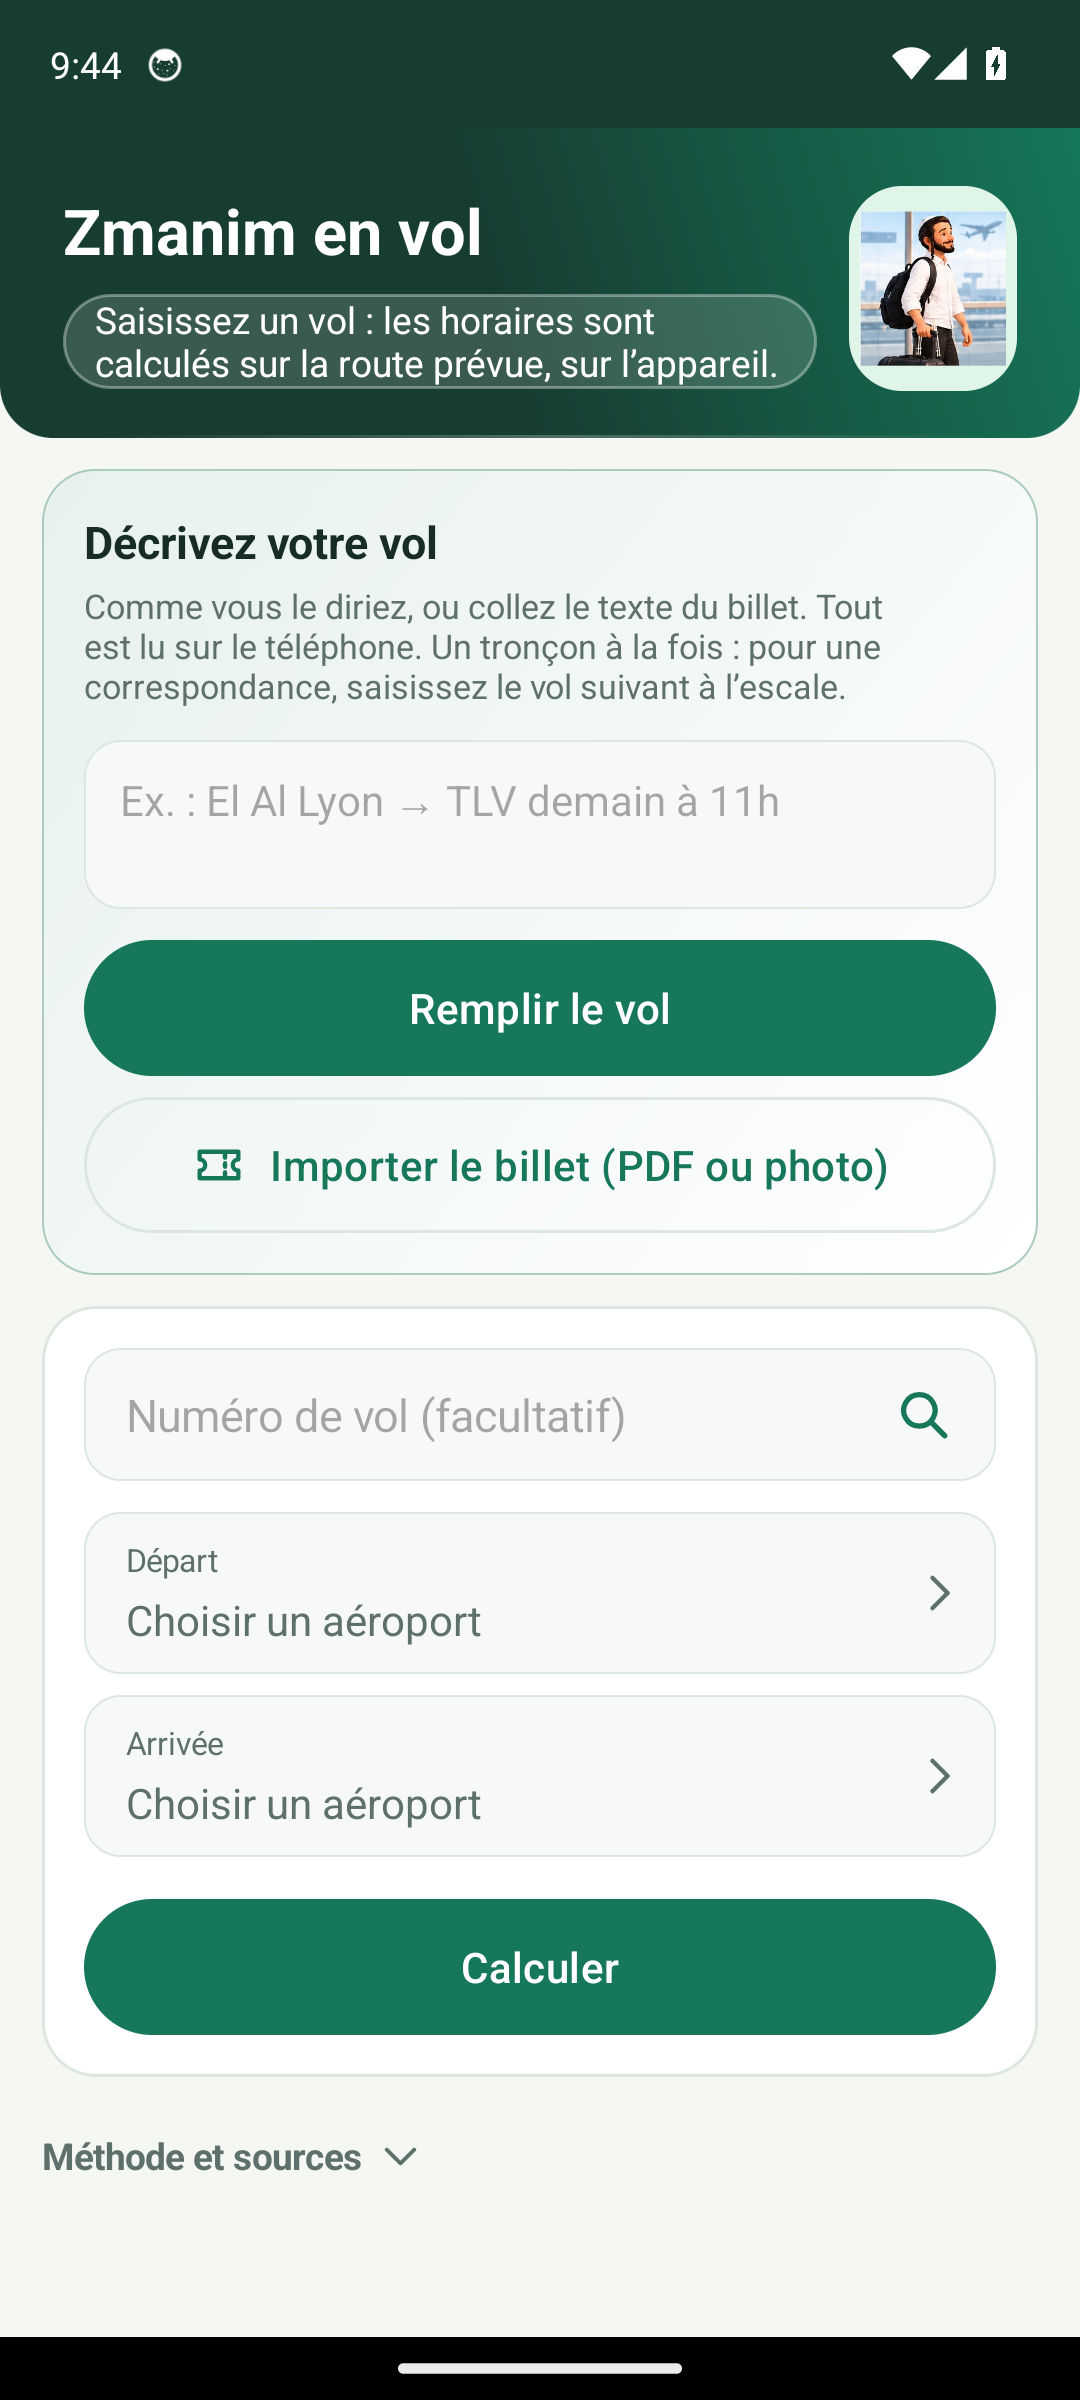 9:44
Zmanim en vol
Saisissez un vol : les horaires sont
calculés sur la route prévue, sur l’appareil.
Décrivez votre vol
Comme vous le diriez, ou collez le texte du billet. Tout
est lu sur le téléphone. Un tronçon à la fois : pour une
correspondance, saisissez le vol suivant à l’escale.
Ex. : El Al Lyon → TLV demain à 11h
Remplir le vol
Importer le billet (PDF ou photo)
Numéro de vol (facultatif)
Départ
Choisir un aéroport
Arrivée
Choisir un aéroport
Calculer
Méthode et sources